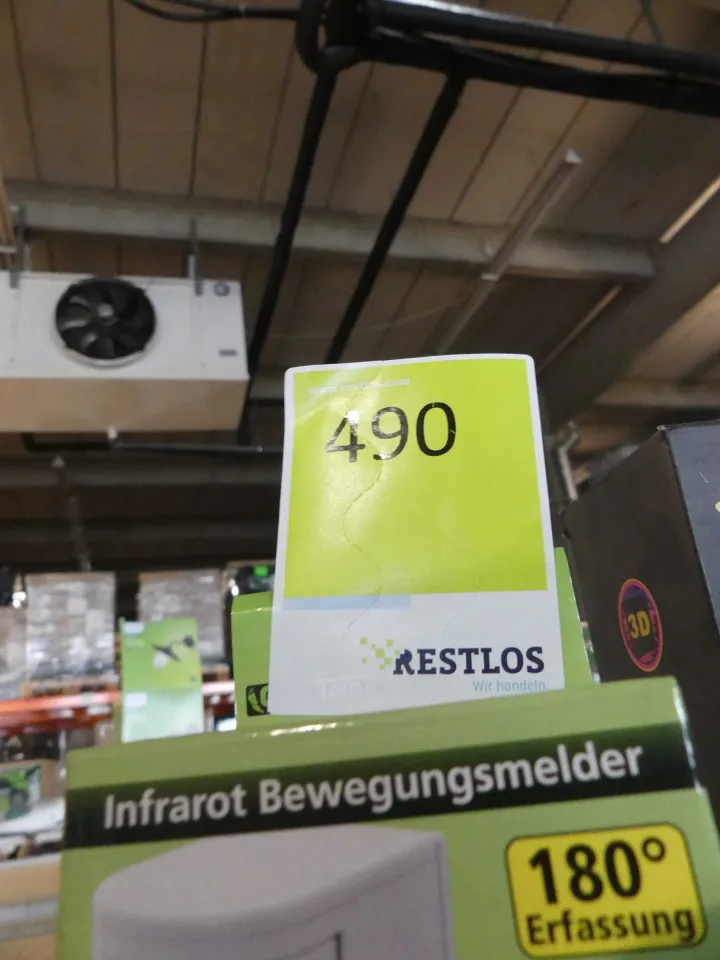 490
RESTLOS
Wir handeln.
3D
Infrarot Bewegungsmelder
180°
Erfassung